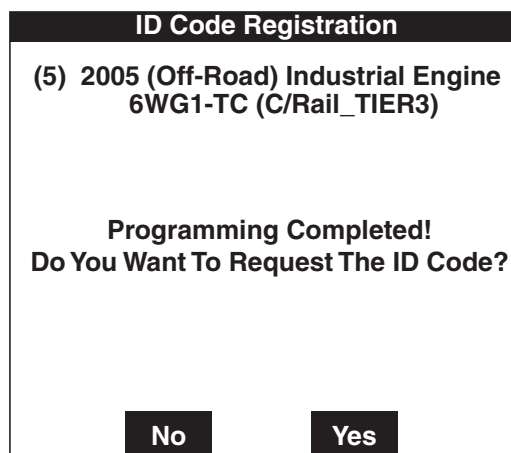 ID Code Registration
(5) 2005 (Off-Road) Industrial Engine
6WG1-TC (C/Rail_TIER3)
Programming Completed!
Do You Want To Request The ID Code?
No Yes